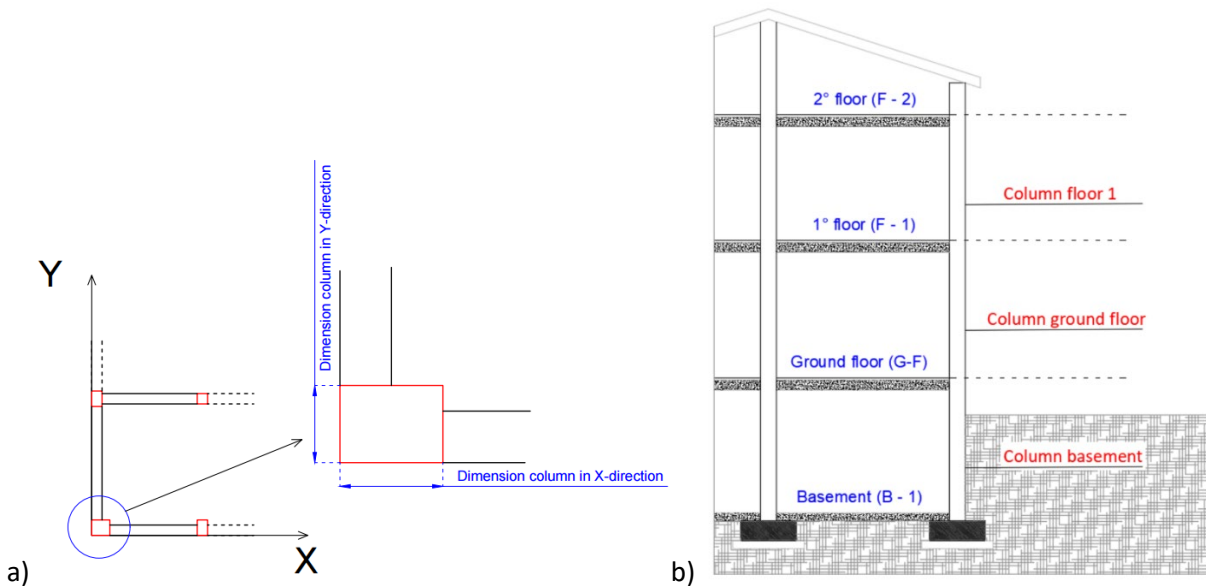 Y
X
Dimension column in Y-direction
Dimension column in X-direction
a)
2° floor (F - 2)
Column floor 1
1° floor (F - 1)
Column ground floor
Ground floor (G-F)
Column basement
Basement (B - 1)
b)